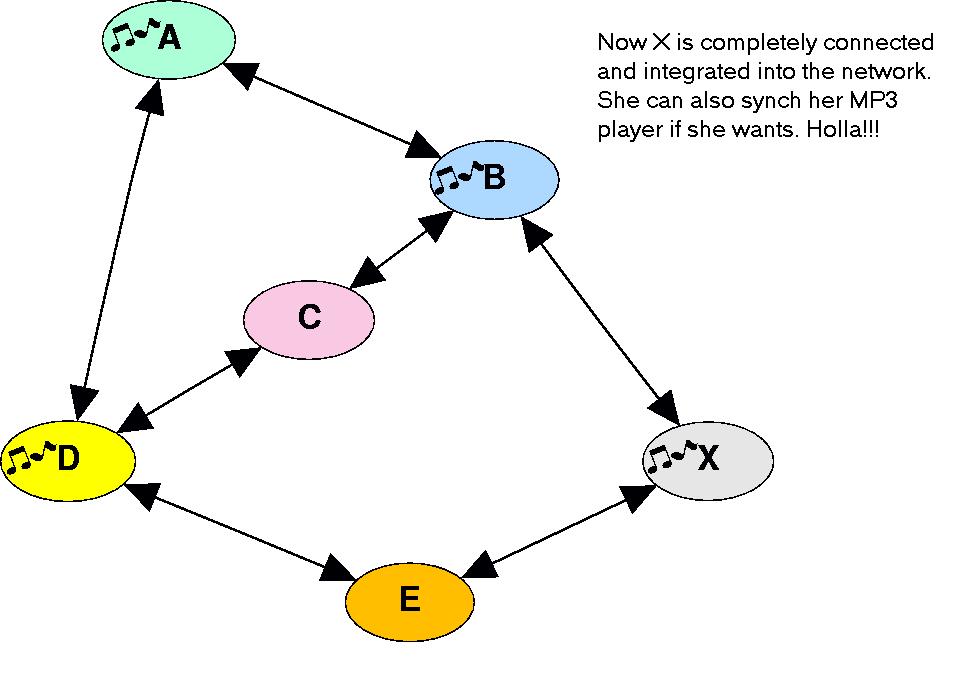 A
Now X is completely connected
and integrated into the network.
She can also synch her MP3
player if she wants. Holla!!!
B
C
D
X
E